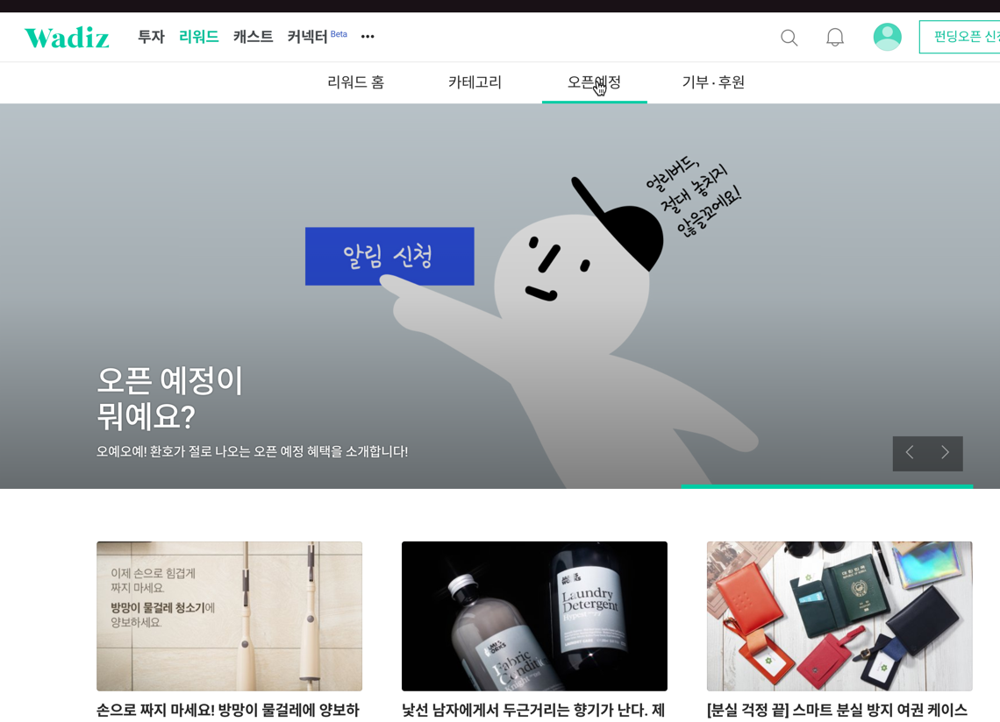 Wadiz
투자
리워드
캐스트
커넥터 Beta
펀딩오픈 신청
리워드 홈
카테고리
오픈예정
기부 · 후원
얼리버드,
절대 놓치지
않을꼬에요!
알림 신청
오픈 예정이
뭐예요?
오예오예! 환호가 절로 나오는 오픈 예정 혜택을 소개합니다!
이제 손으로 힘겹게
짜지 마세요.
방망이 물걸레 청소기에
양보하세요.
Laundry
Detergent
Fabric
손으로 짜지 마세요! 방망이 물걸레에 양보하
낯선 남자에게서 두근거리는 향기가 난다. 제
[분실 걱정 끝] 스마트 분실 방지 여권 케이스